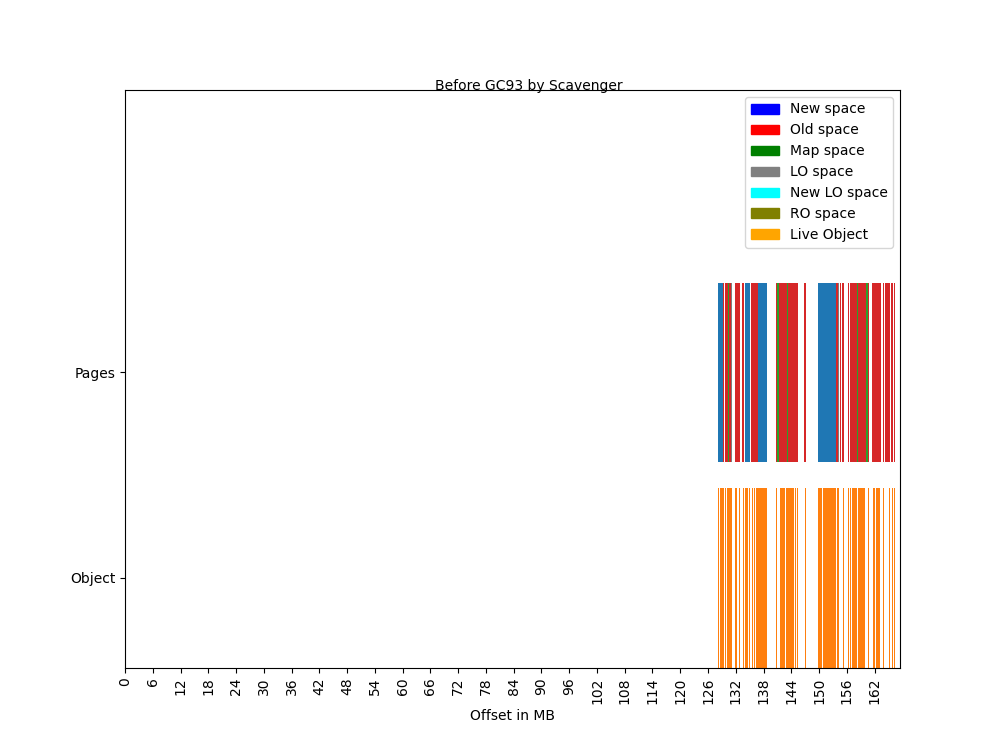 Before GC93 by Scavenger
New space
Old space
Map space
LO space
New LO space
RO space
Live Object
Pages
Object
0 6 12 18 24 30 36 42 48 54 60 66 72 78 84 90 96 102 108 114 120 126 132 138 144 150 156 162
Offset in MB